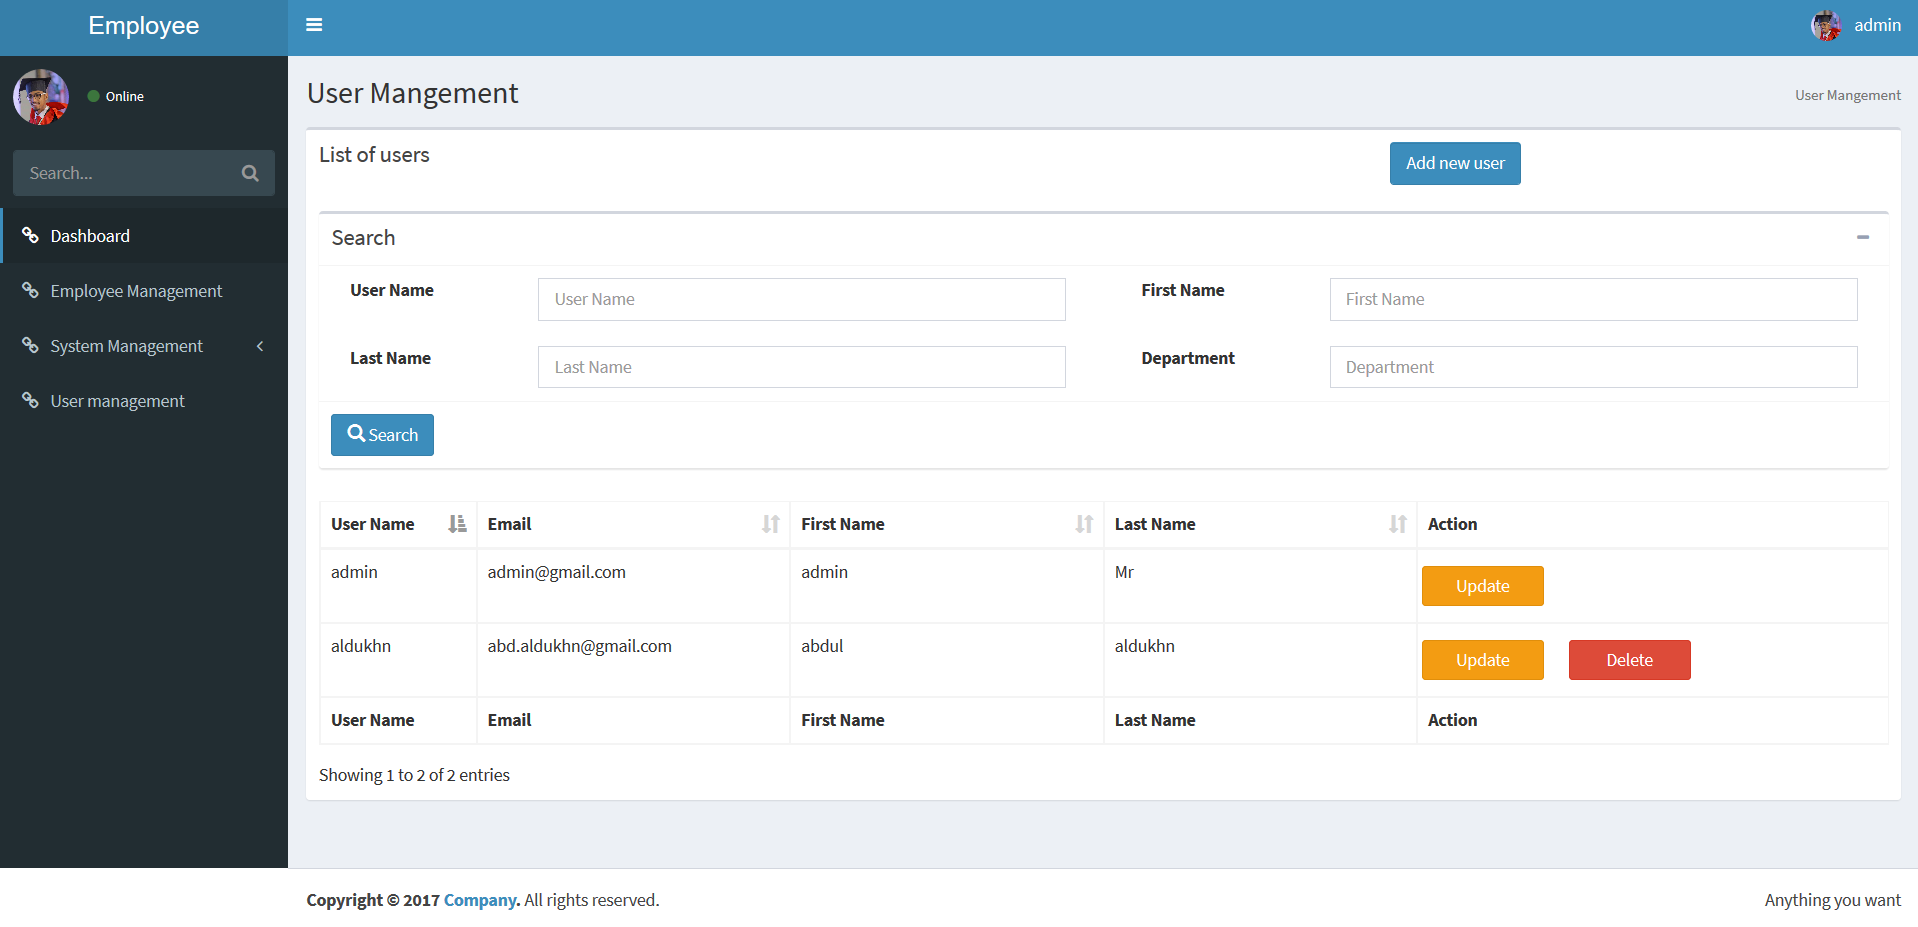 Employee
admin
Online
Search...
Dashboard
Employee Management
System Management
User management
User Mangement
User Mangement
List of users
Add new user
Search
User Name
User Name
First Name
First Name
Last Name
Last Name
Department
Department
Search
User Name Email First Name Last Name Action
admin admin@gmail.com admin Mr Update
aldukhn abd.aldukhn@gmail.com abdul aldukhn Update Delete
User Name Email First Name Last Name Action
Showing 1 to 2 of 2 entries
Copyright © 2017 Company. All rights reserved.
Anything you want